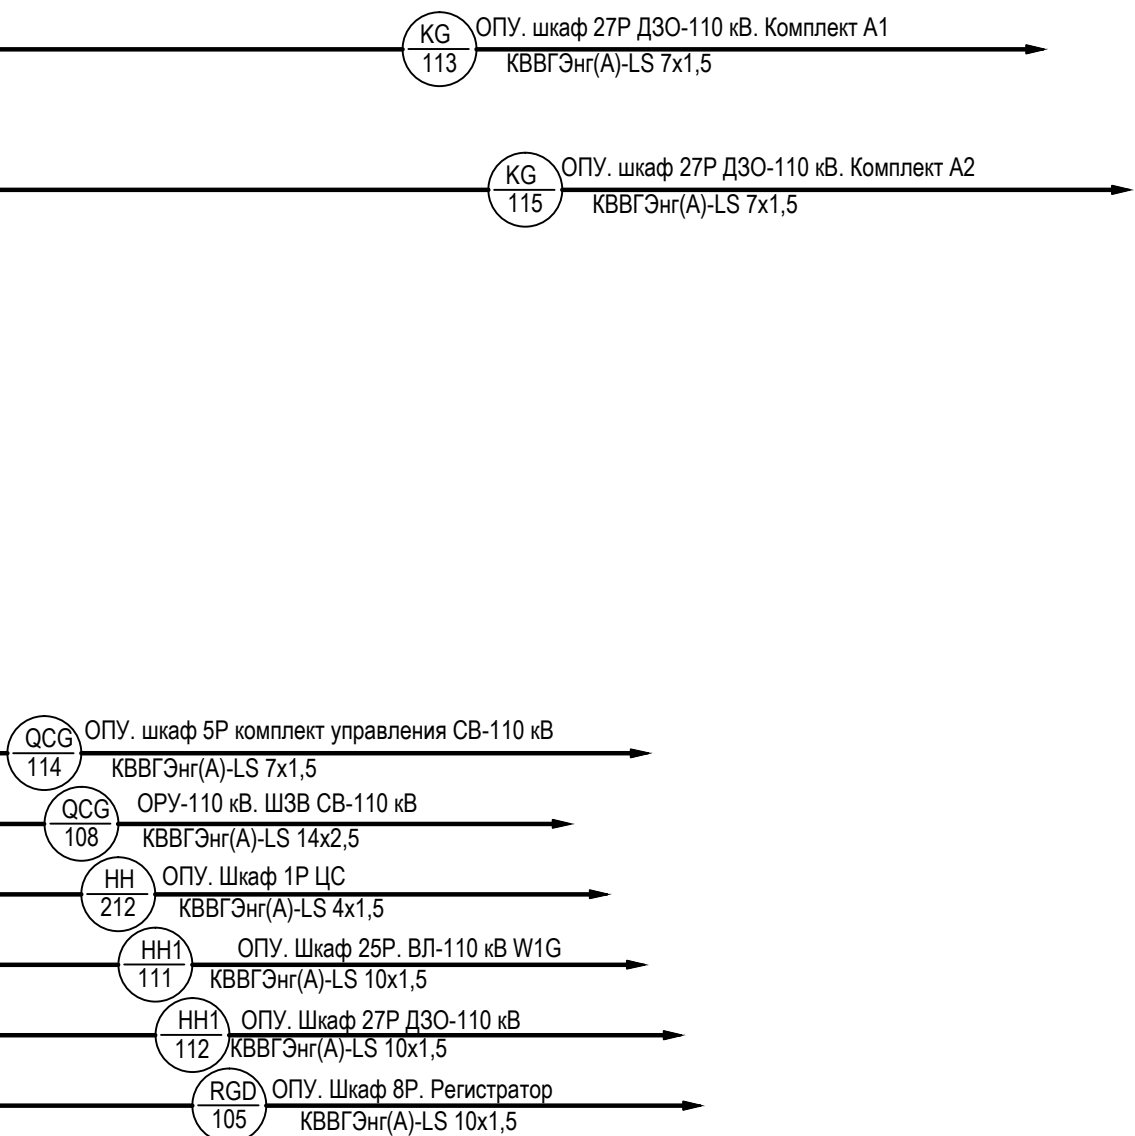 KG ОПУ. шкаф 27Р ДЗО-110 кВ. Комплект А1
113 КВВГЭнг(А)-LS 7х1,5
KG ОПУ. шкаф 27Р ДЗО-110 кВ. Комплект А2
115 КВВГЭнг(А)-LS 7х1,5
QCG ОПУ. шкаф 5Р комплект управления СВ-110 кВ
114 КВВГЭнг(А)-LS 7х1,5
QCG ОРУ-110 кВ. ШЗВ СВ-110 кВ
108 КВВГЭнг(А)-LS 14х2,5
HH ОПУ. Шкаф 1Р ЦС
212 КВВГЭнг(А)-LS 4х1,5
HH1 ОПУ. Шкаф 25Р. ВЛ-110 кВ W1G
111 КВВГЭнг(А)-LS 10х1,5
HH1 ОПУ. Шкаф 27Р ДЗО-110 кВ
112 КВВГЭнг(А)-LS 10х1,5
RGD ОПУ. Шкаф 8Р. Регистратор
105 КВВГЭнг(А)-LS 10х1,5